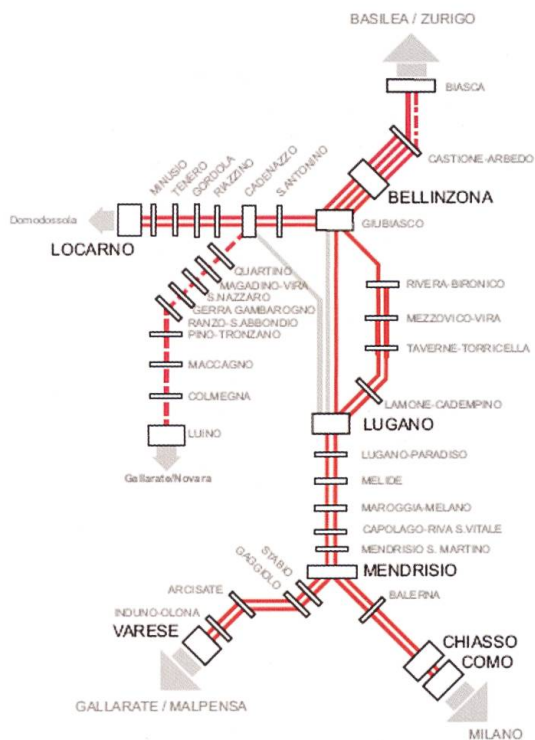 BASILEA / ZURIGO
BIASCA
CASTIONE-ARBEDO
BELLINZONA
GIUBIASCO
MINUSIO
TENERO
GORDOLA
RIAZZINO
CADENAZZO
S.ANTONINO
Domodossola
LOCARNO
QUARTINO
MAGADINO-VIRA
S.NAZZARO
GERRA GAMBAROGNO
RANZO-S.ABBONDIO
PINO-TRONZANO
MACCAGNO
COLMEGNA
LUINO
Gallarate/Novara
RIVERA-BIRONICO
MEZZOVICO-VIRA
TAVERNE-TORRICELLA
LAMONE-CADEMPINO
LUGANO
LUGANO-PARADISO
MELIDE
MAROGGIA-MELANO
CAPOLAGO-RIVA S.VITALE
MENDRISIO S. MARTINO
MENDRISIO
STABIO
GAGGIOLO
ARCISATE
INDUNO-OLONA
VARESE
GALLARATE / MALPENSA
BALERNA
CHIASSO
COMO
MILANO